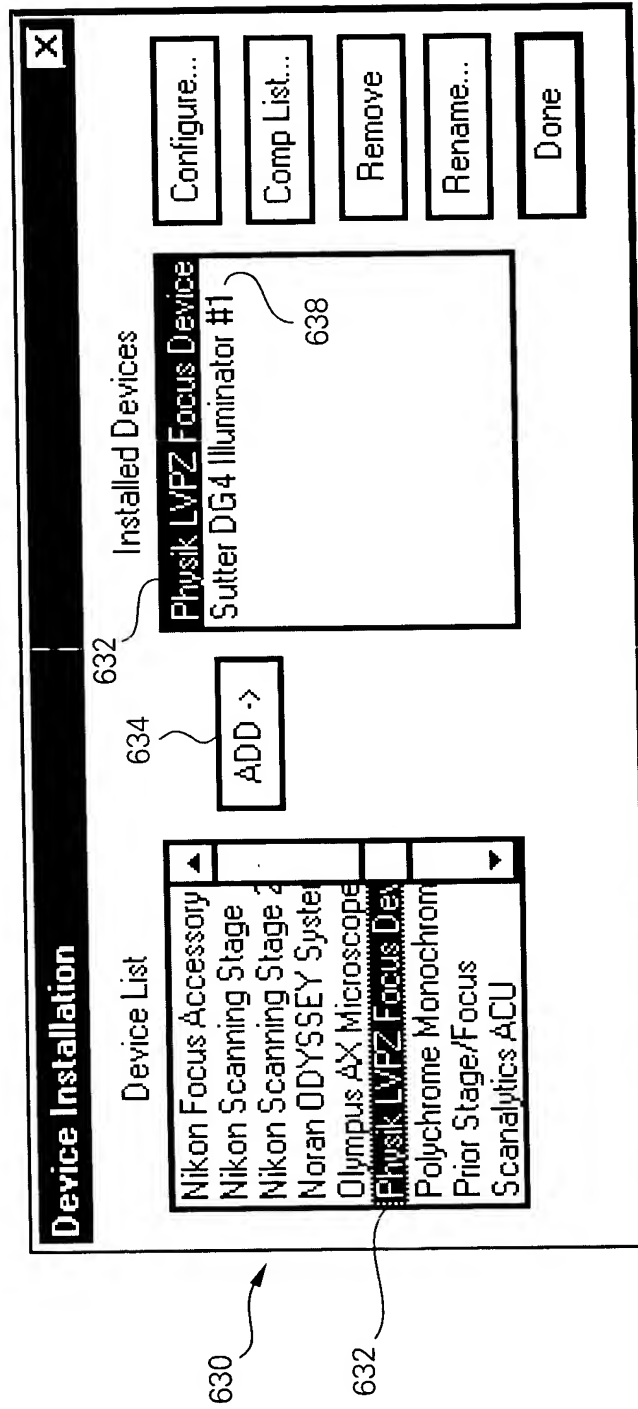 Device Installation
X
Device List
Installed Devices
Nikon Focus Accessory
Nikon Scanning Stage
Nikon Scanning Stage 2
Noran ODYSSEY System
Olympus AX Microscope
Physik LVPZ Focus Dev
Polychrome Monochrom
Prior Stage/Focus
Scanalytics ACU
ADD ->
Physik LVPZ Focus Device
Sutter DG4 Illuminator #1
Configure...
Comp List...
Remove
Rename...
Done
630
632
634
632
638